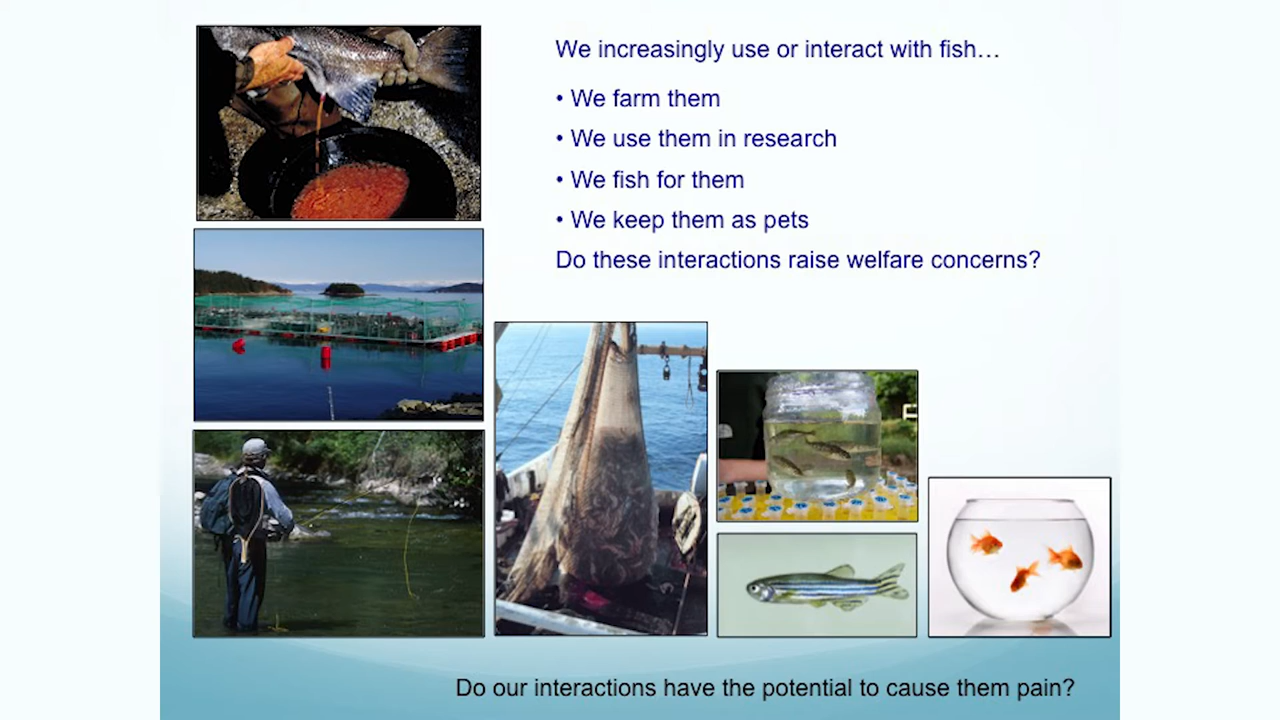 We increasingly use or interact with fish…
• We farm them
• We use them in research
• We fish for them
• We keep them as pets
Do these interactions raise welfare concerns?
Do our interactions have the potential to cause them pain?